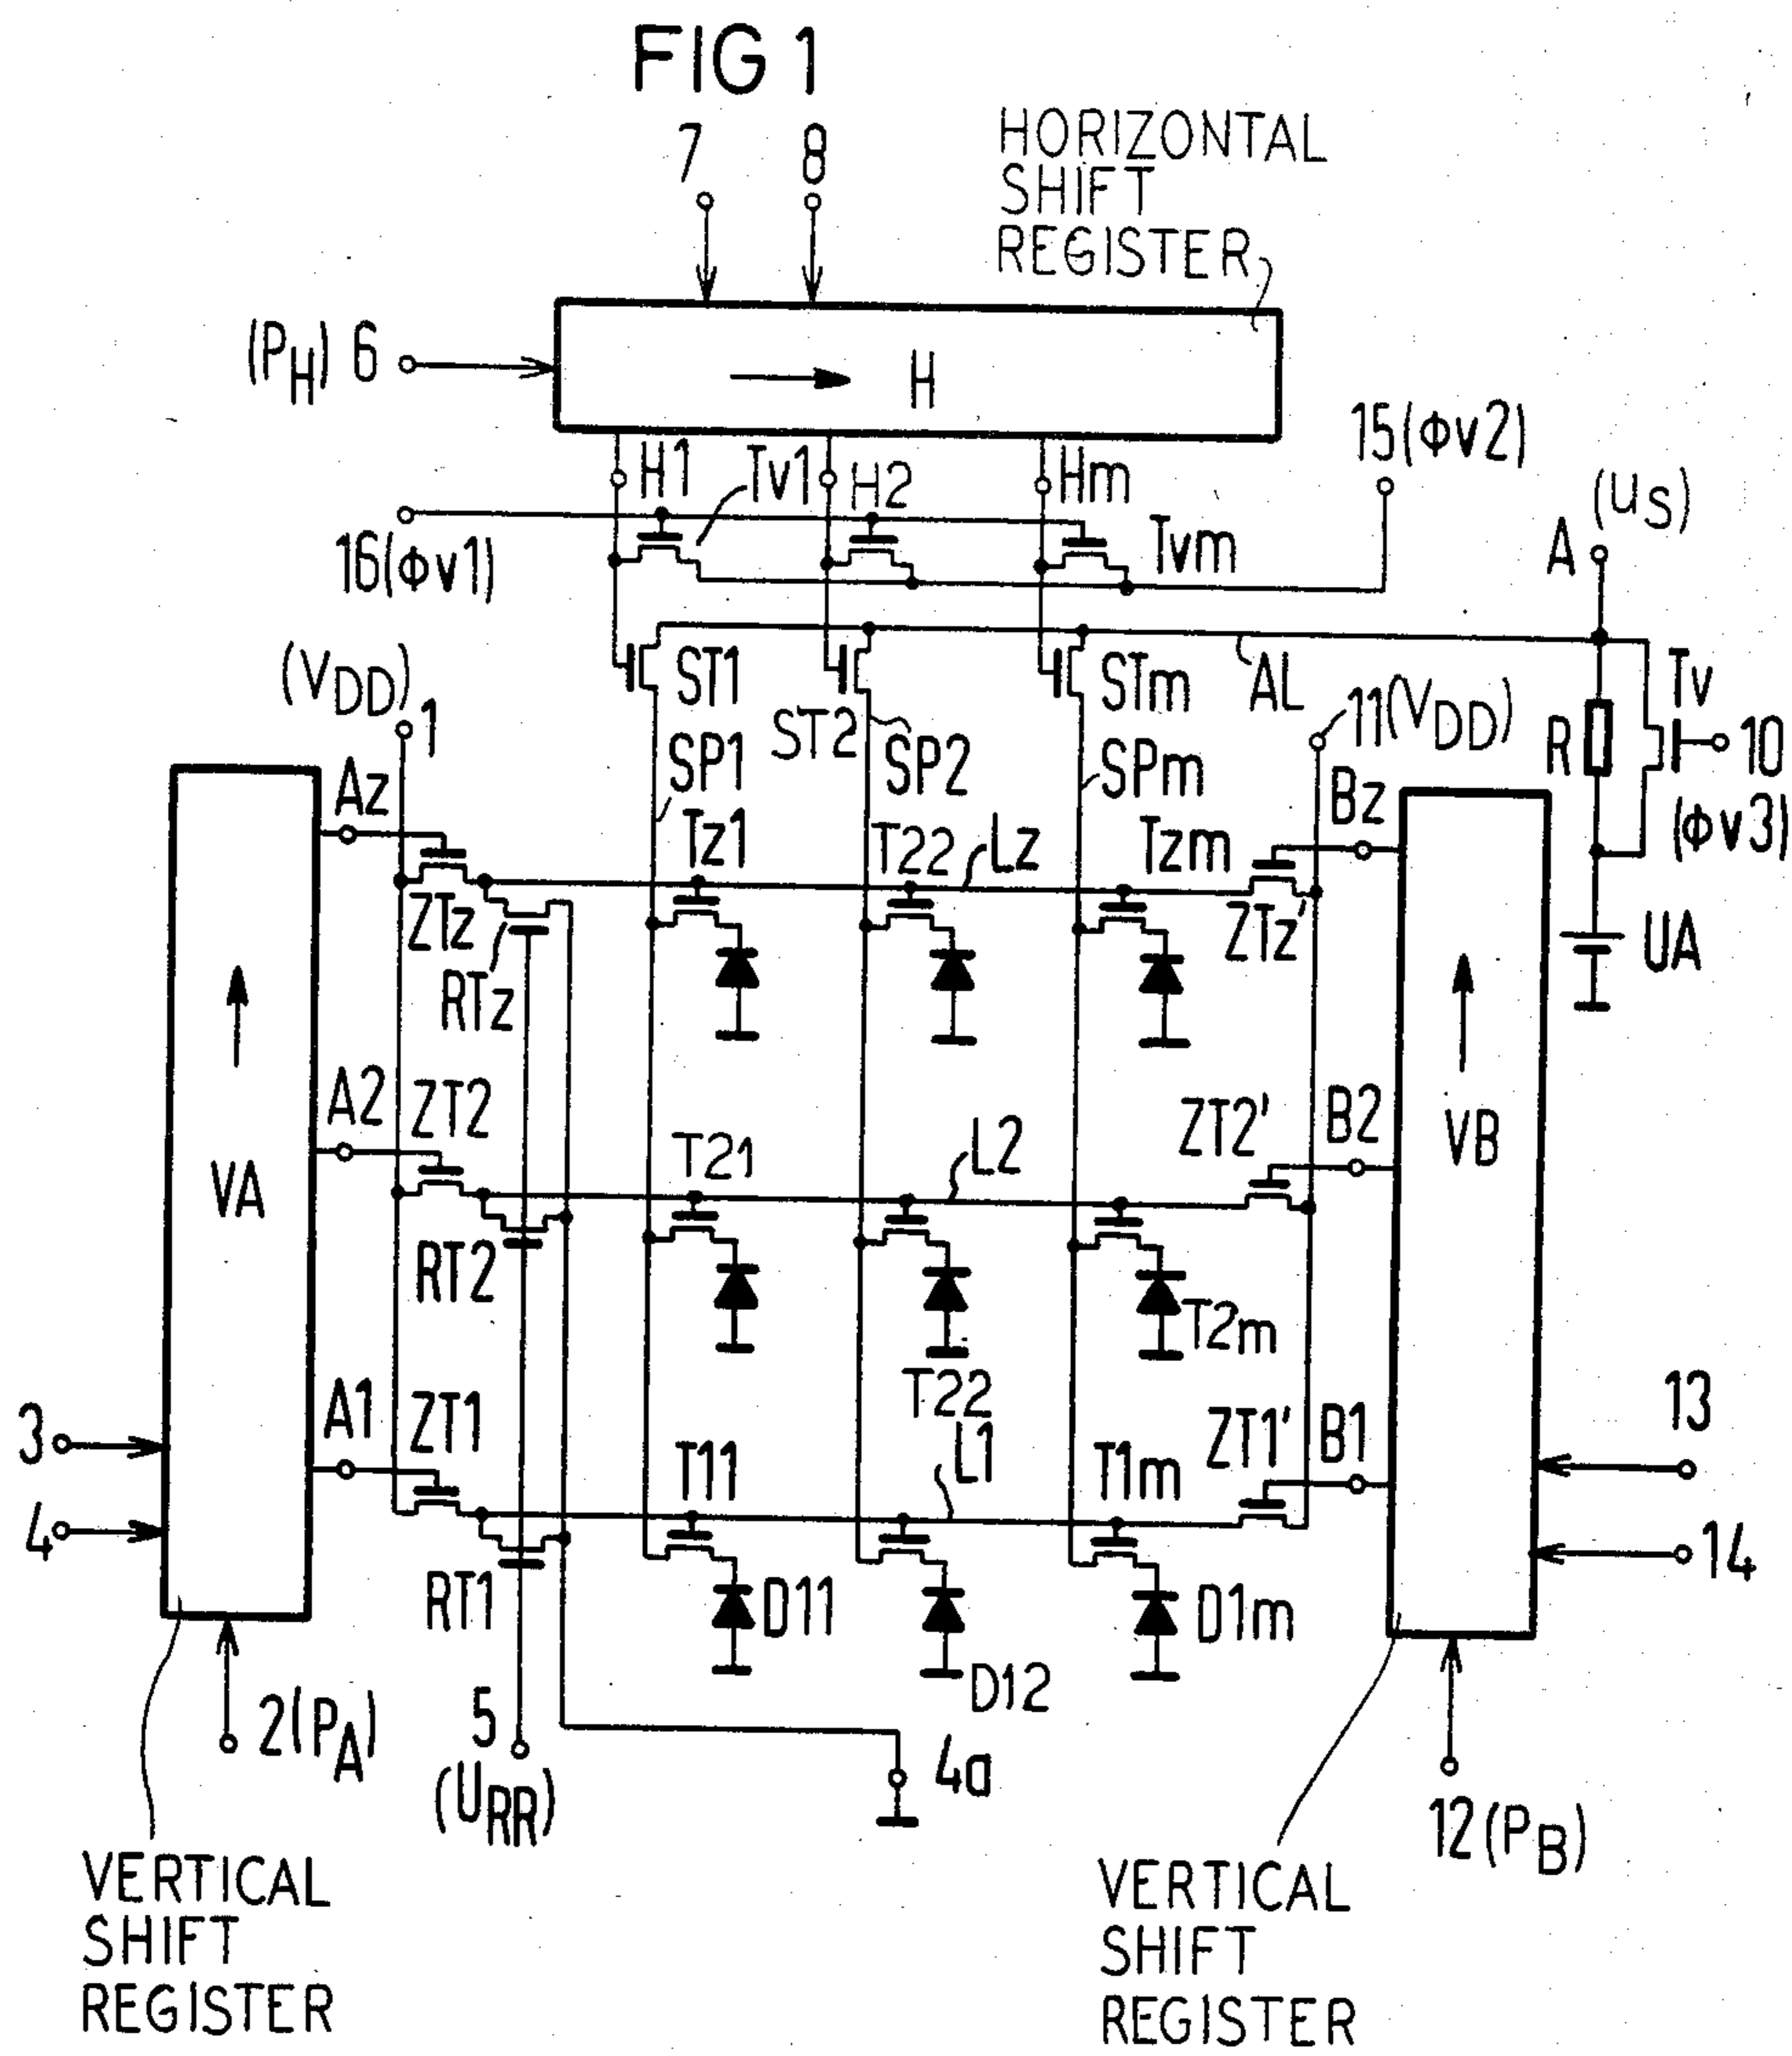 FIG 1
7
8
HORIZONTAL
SHIFT
REGISTER
(PH) 6
H
15(Φv2)
H1
Tv1
H2
Hm
(uS)
16(Φv1)
Tvm
A
(VDD)
1
ST1
ST2
STm
AL
Tv
11(VDD)
R
10
SP1
SP2
SPm
(Φv3)
Az
Tz1
T22
Lz
Tzm
Bz
ZTz
ZTz'
UA
RTz
A2
ZT2
T21
L2
ZT2'
B2
VA
VB
RT2
T2m
T22
A1
ZT1
T11
L1
T1m
ZT1'
B1
3
13
4
14
RT1
D11
D12
D1m
2(PA)
5
(URR)
4a
12(PB)
VERTICAL
SHIFT
REGISTER
VERTICAL
SHIFT
REGISTER